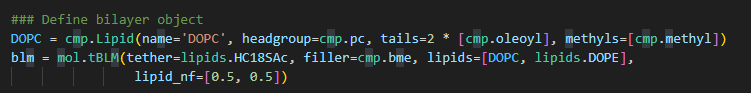 ### Define bilayer object
DOPC = cmp.Lipid(name='DOPC', headgroup=cmp.pc, tails=2 * [cmp.oleoyl], methyls=[cmp.methyl])
blm = mol.tBLM(tether=lipids.HC18SAc, filler=cmp.bme, lipids=[DOPC, lipids.DOPE],
lipid_nf=[0.5, 0.5])